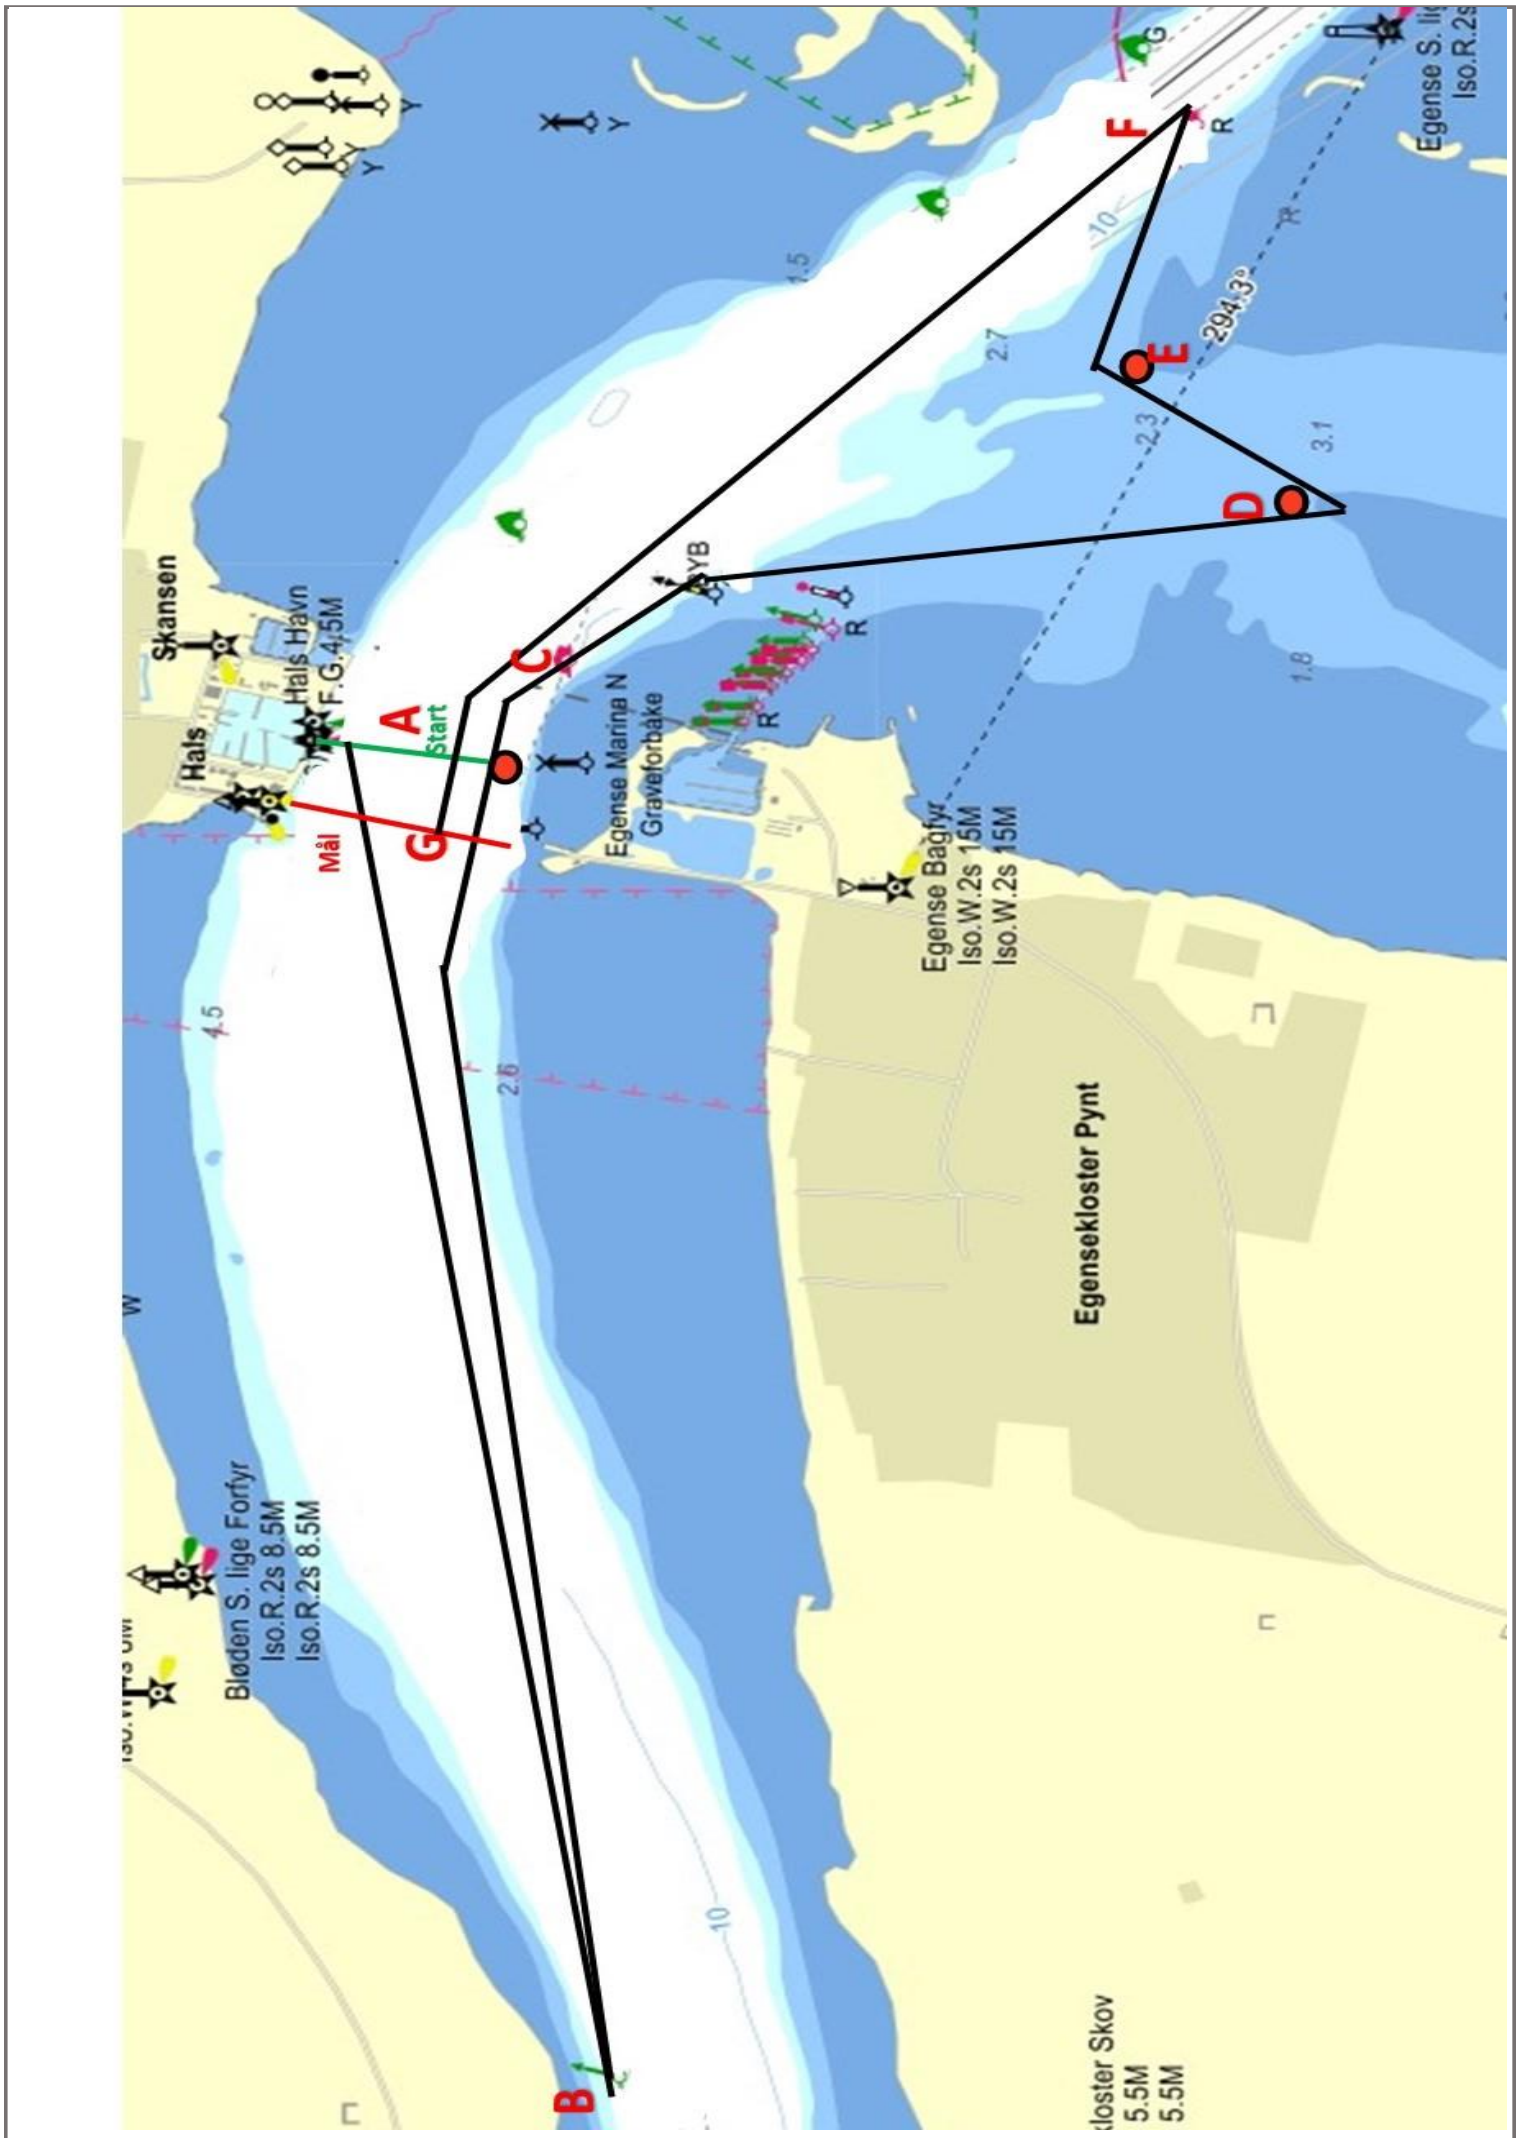 Y
Y
Y
Y
G
F
R
Egense S. lig
Iso.R.2s
10
R
1.5
2.7
294.3°
E
2.3
3.1
D
Skansen
Hals Havn
F.G.4.5M
Hals
A
Start
C
YB
R
R
1.8
Mål
G
Egense Marina N
Graveforbåke
Egense Bagfyr
Iso.W.2s 15M
Iso.W.2s 15M
4.5
2.6
W
Egensekloster Pynt
Bløden S. lige Forfyr
Iso.R.2s 8.5M
Iso.R.2s 8.5M
10
B
kloster Skov
5.5M
5.5M